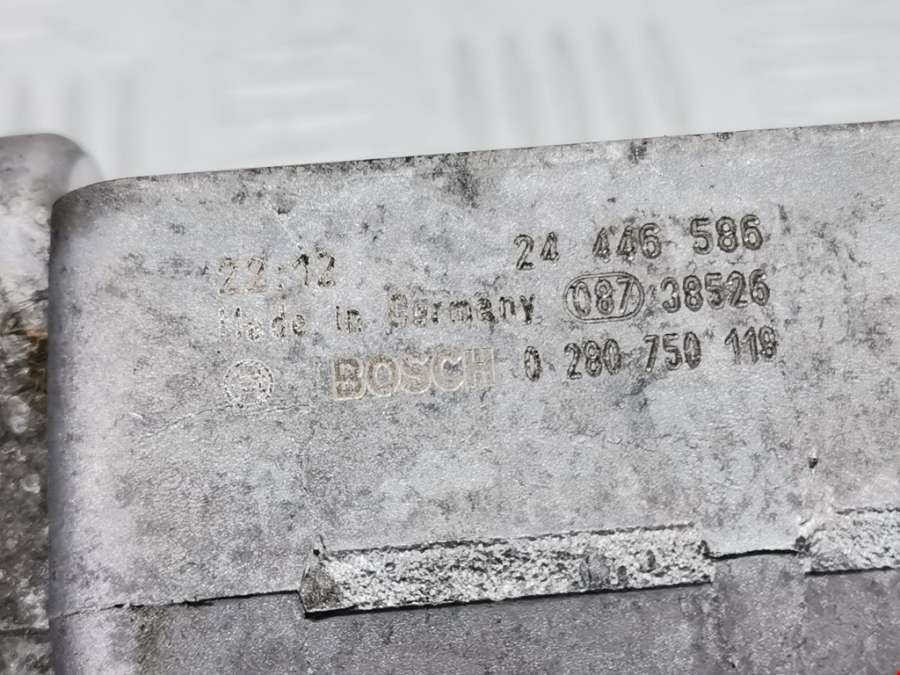 22.12 24 446 586
Made in Germany 087 38526
BOSCH 0 280 750 119